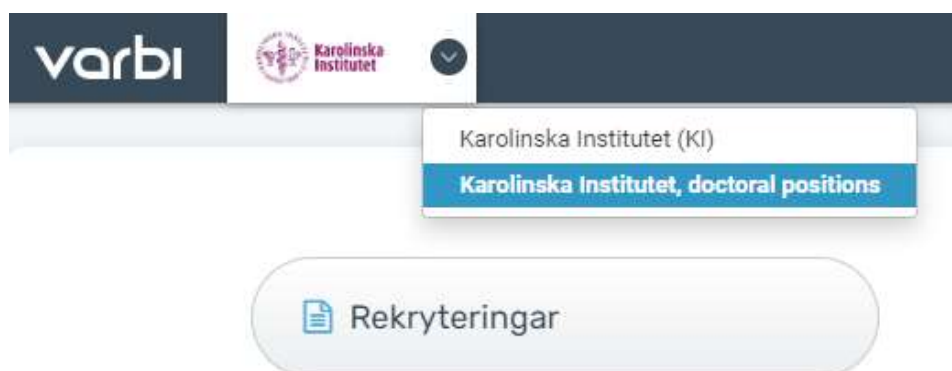 varbi
Karolinska
Institutet
Karolinska Institutet (KI)
Karolinska Institutet, doctoral positions
Rekryteringar